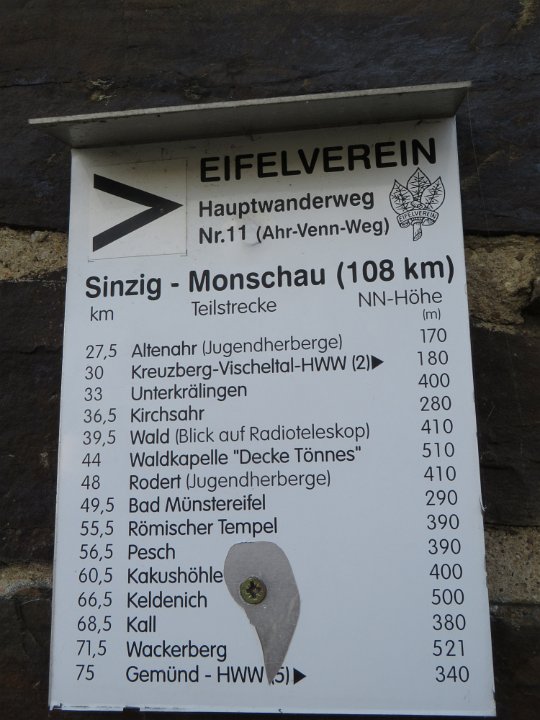 EIFELVEREIN
Hauptwanderweg
Nr.11 (Ahr-Venn-Weg)
EIFELVEREIN
Sinzig - Monschau (108 km)
km Teilstrecke NN-Höhe
(m)
27,5 Altenahr (Jugendherberge) 170
30 Kreuzberg-Vischeltal-HWW (2)▶ 180
33 Unterkrälingen 400
36,5 Kirchsahr 280
39,5 Wald (Blick auf Radioteleskop) 410
44 Waldkapelle "Decke Tönnes" 510
48 Rodert (Jugendherberge) 410
49,5 Bad Münstereifel 290
55,5 Römischer Tempel 390
56,5 Pesch 390
60,5 Kakushöhle 400
66,5 Keldenich 500
68,5 Kall 380
71,5 Wackerberg 521
75 Gemünd - HWW (5)▶ 340